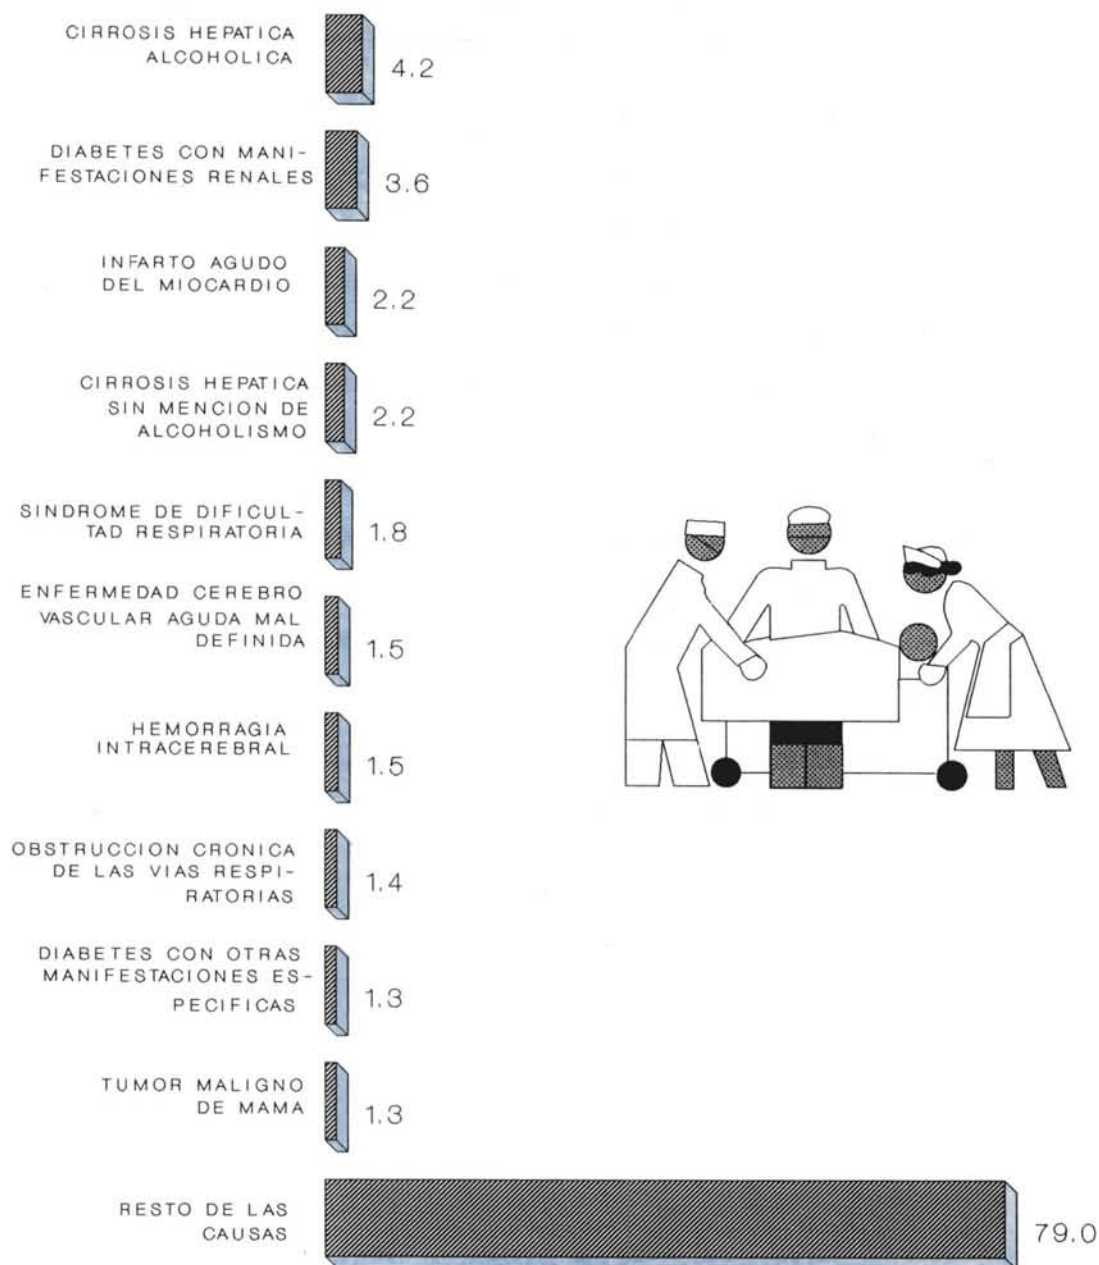 CIRROSIS HEPATICA
ALCOHOLICA
4.2
DIABETES CON MANI-
FESTACIONES RENALES
3.6
INFARTO AGUDO
DEL MIOCARDIO
2.2
CIRROSIS HEPATICA
SIN MENCION DE
ALCOHOLISMO
2.2
SINDROME DE DIFICUL-
TAD RESPIRATORIA
1.8
ENFERMEDAD CEREBRO
VASCULAR AGUDA MAL
DEFINIDA
1.5
HEMORRAGIA
INTRACEREBRAL
1.5
OBSTRUCCION CRONICA
DE LAS VIAS RESPI-
RATORIAS
1.4
DIABETES CON OTRAS
MANIFESTACIONES ES-
PECIFICAS
1.3
TUMOR MALIGNO
DE MAMA
1.3
RESTO DE LAS
CAUSAS
79.0